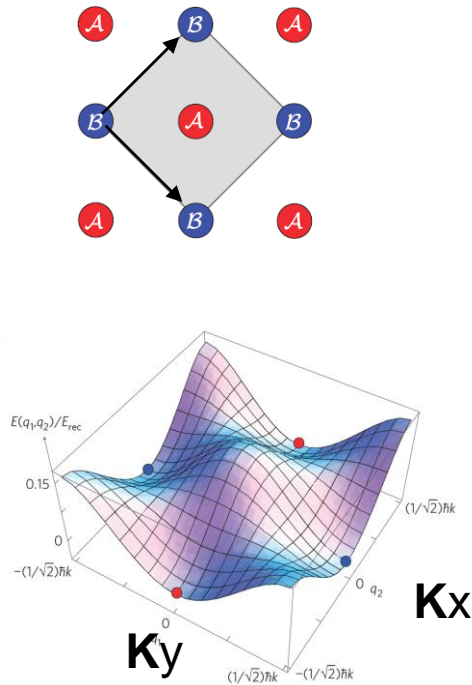 A B A
B A B
A B A
E(q₁,q₂)/E_rec
0.15
0
−(1/√2)ħk
0
(1/√2)ħk
−(1/√2)ħk
0 q₂
(1/√2)ħk
Kx
Ky